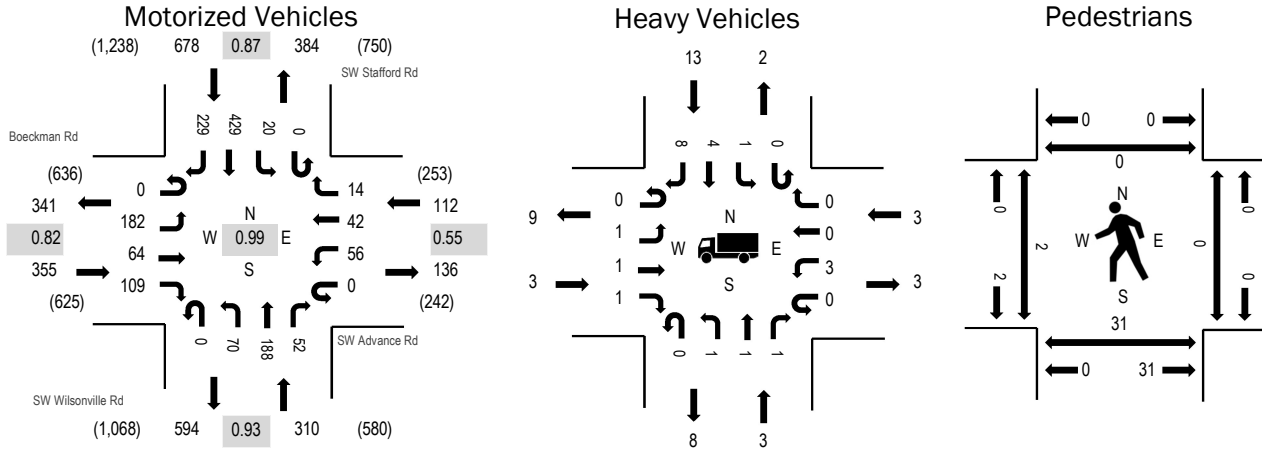 Motorized Vehicles
Heavy Vehicles
Pedestrians
(1,238) 678 0.87 384 (750)
SW Stafford Rd
229 429 20 0
Boeckman Rd
(636)
341
0.82
355
(625)
0
182
64
109
N
W 0.99 E
S
14
42
56
0
(253)
112
0.55
136
(242)
0 70 188 52
SW Advance Rd
SW Wilsonville Rd
(1,068) 594 0.93 310 (580)
13 2
8 4 1 0
9
3
0
1
1
1
N
W E
S
0
0
3
0
3
3
0 1 1 1
8 3
0 0
0
0
2
2
N
W E
S
0
0
0
31
0 31